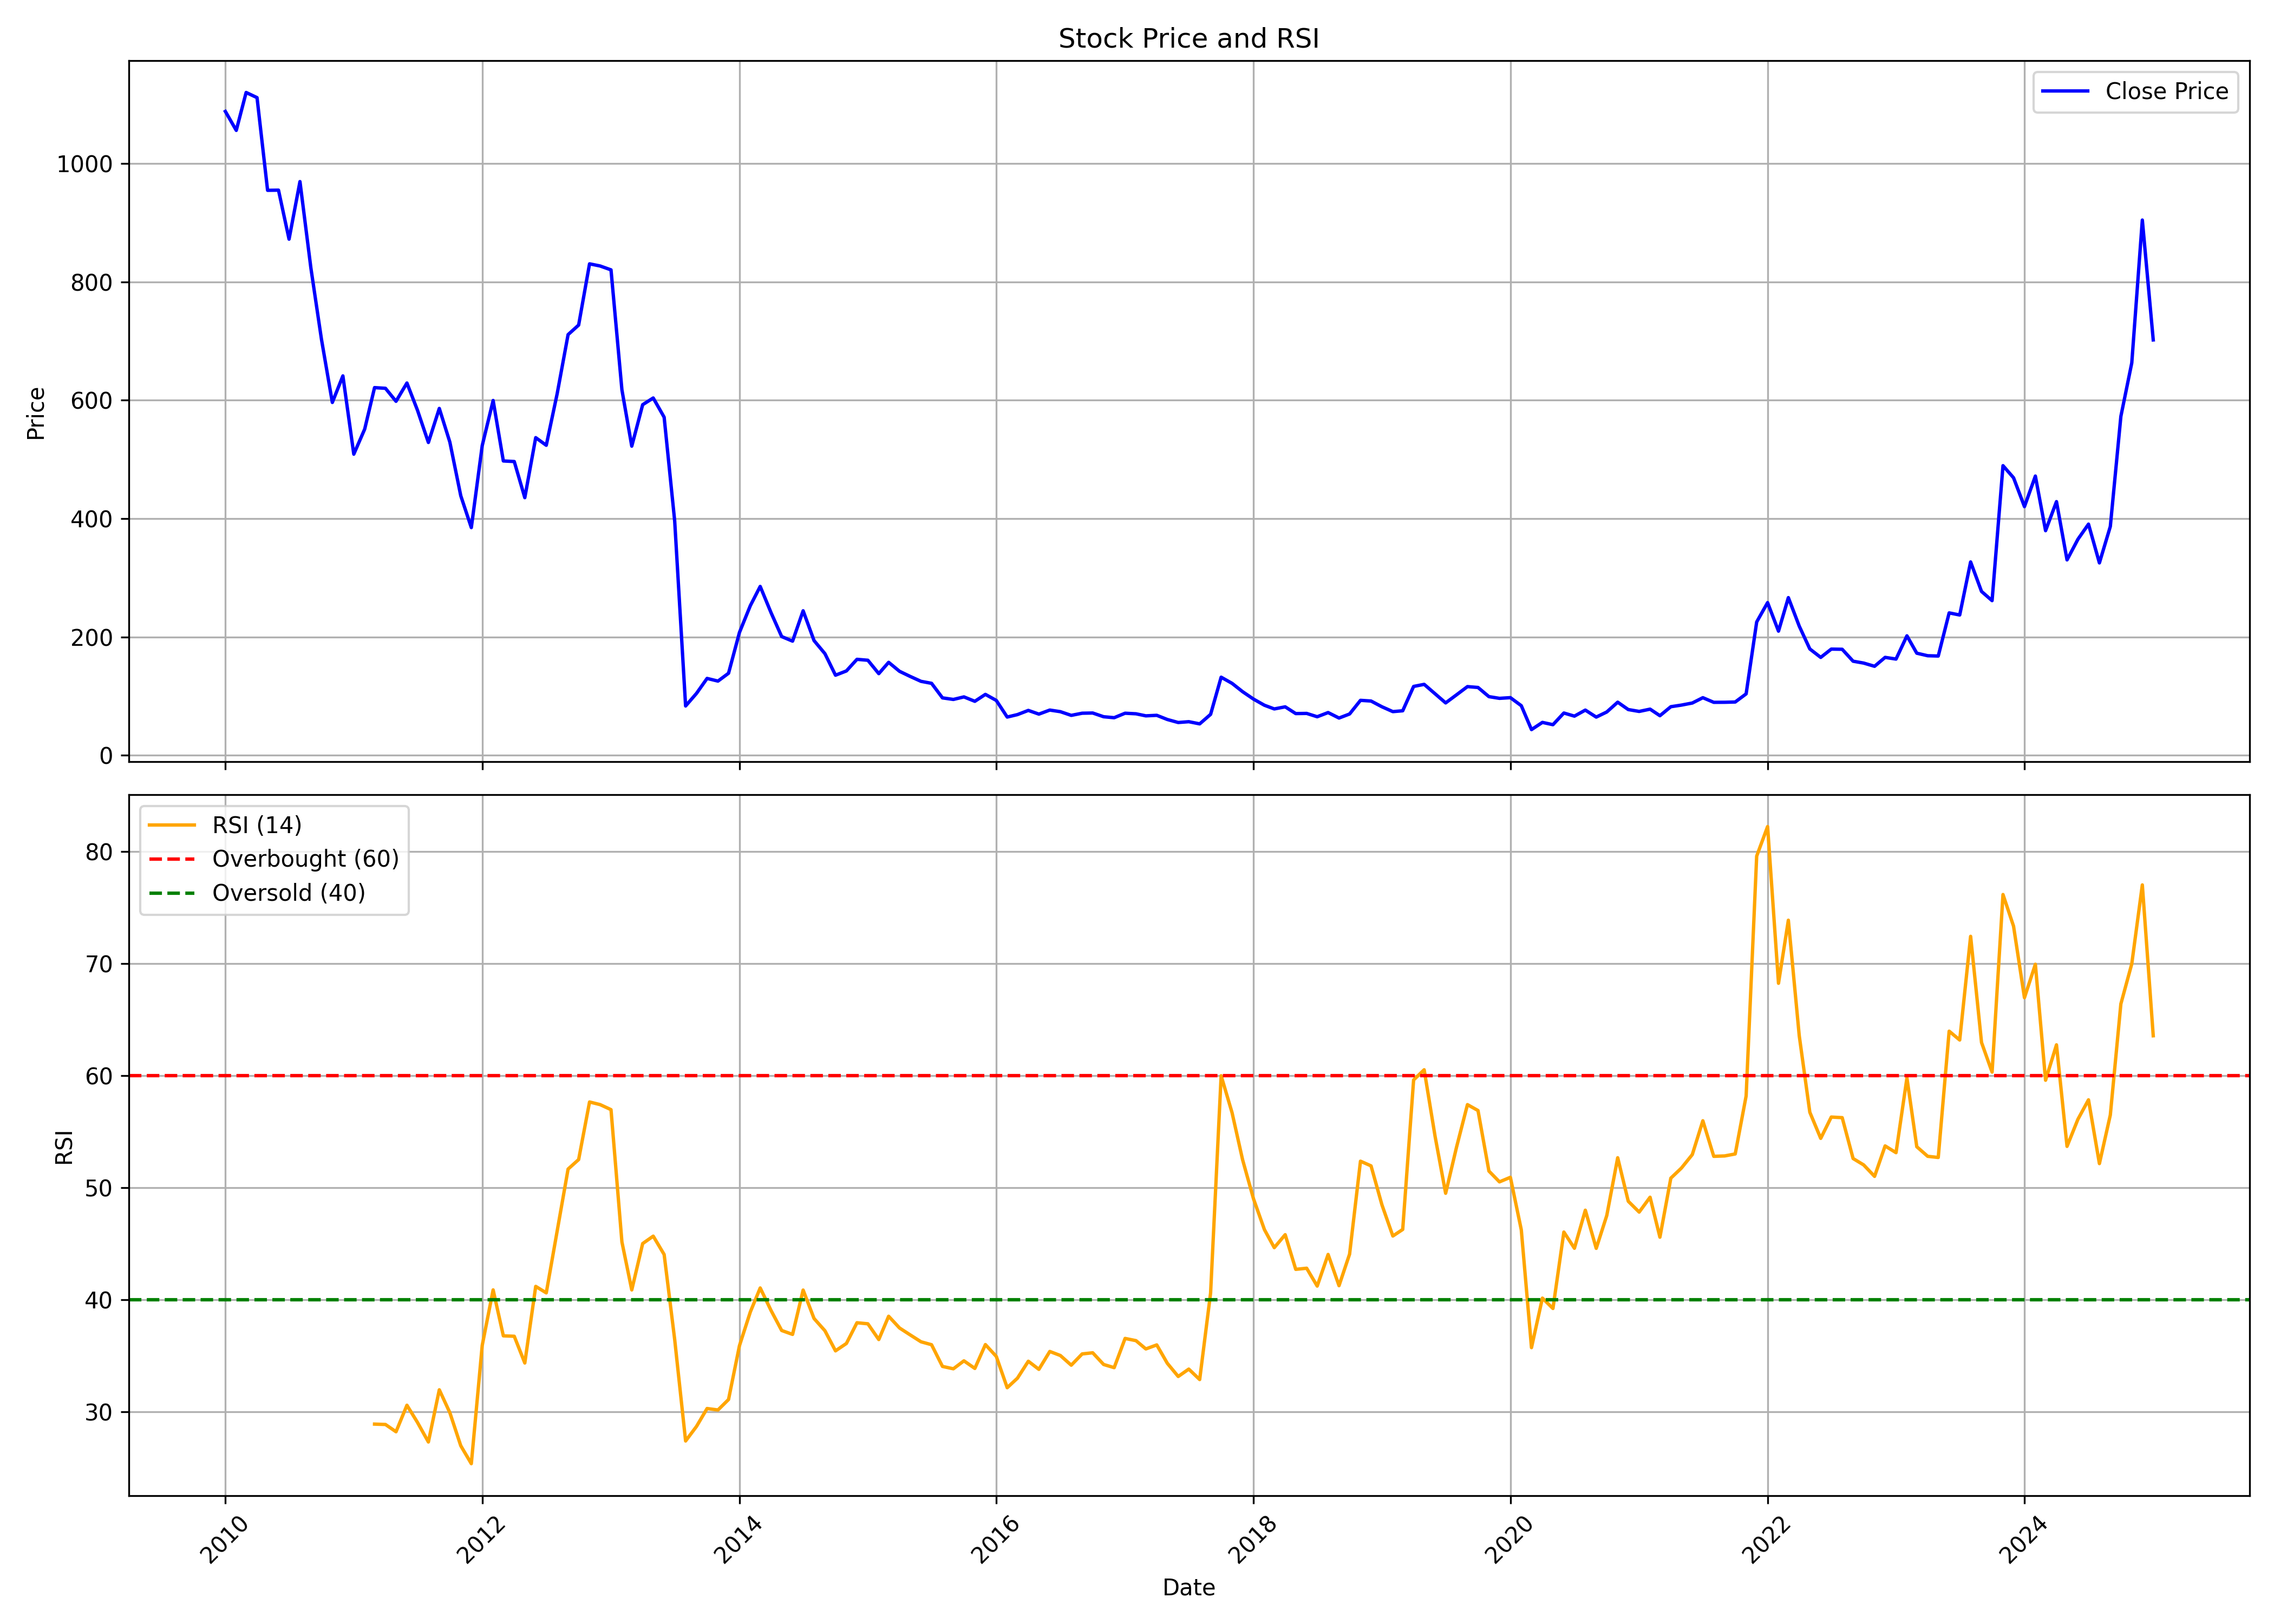 Stock Price and RSI
Close Price
Price
1000
800
600
400
200
0
RSI (14)
Overbought (60)
Oversold (40)
RSI
80
70
60
50
40
30
2010
2012
2014
2016
2018
2020
2022
2024
Date